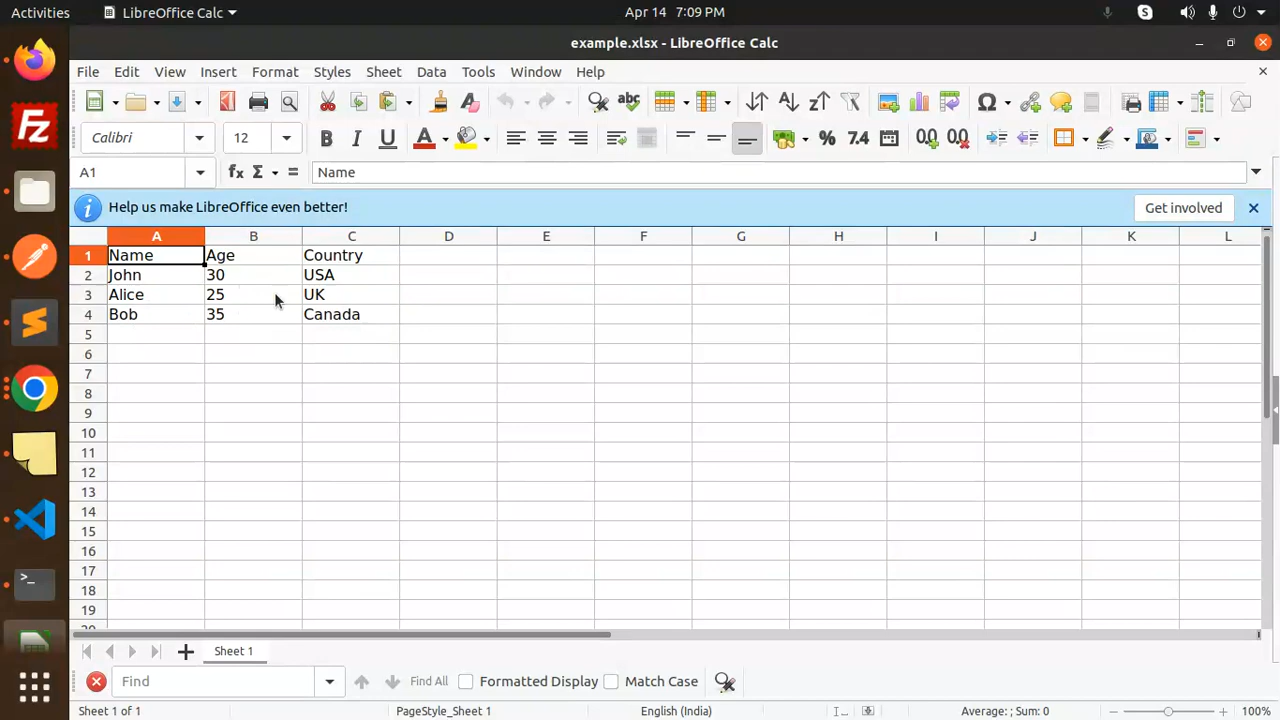 Activities LibreOffice Calc Apr 14 7:09 PM
example.xlsx - LibreOffice Calc
File Edit View Insert Format Styles Sheet Data Tools Window Help
Calibri 12
A1 Name
Help us make LibreOffice even better! Get involved
A B C D E F G H I J K L
1 Name Age Country
2 John 30 USA
3 Alice 25 UK
4 Bob 35 Canada
5
6
7
8
9
10
11
12
13
14
15
16
17
18
19
20
Sheet 1
Find Find All Formatted Display Match Case
Sheet 1 of 1 PageStyle_Sheet 1 English (India) Average: ; Sum: 0 100%